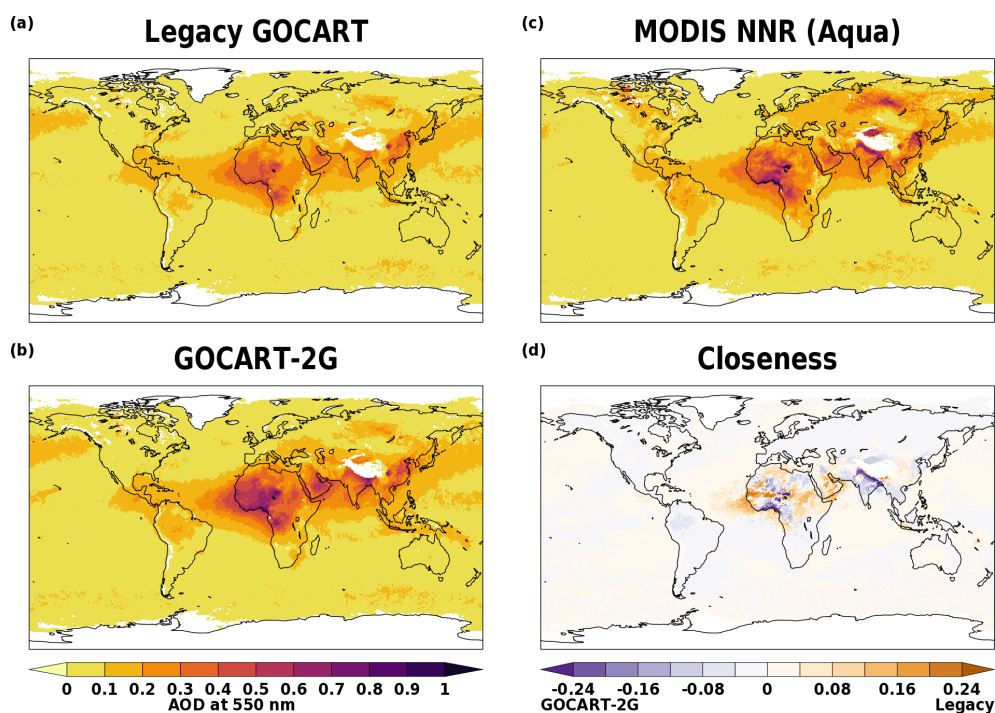 (a)
Legacy GOCART
(c)
MODIS NNR (Aqua)
(b)
GOCART-2G
(d)
Closeness
0 0.1 0.2 0.3 0.4 0.5 0.6 0.7 0.8 0.9 1
AOD at 550 nm
-0.24 -0.16 -0.08 0 0.08 0.16 0.24
GOCART-2G Legacy